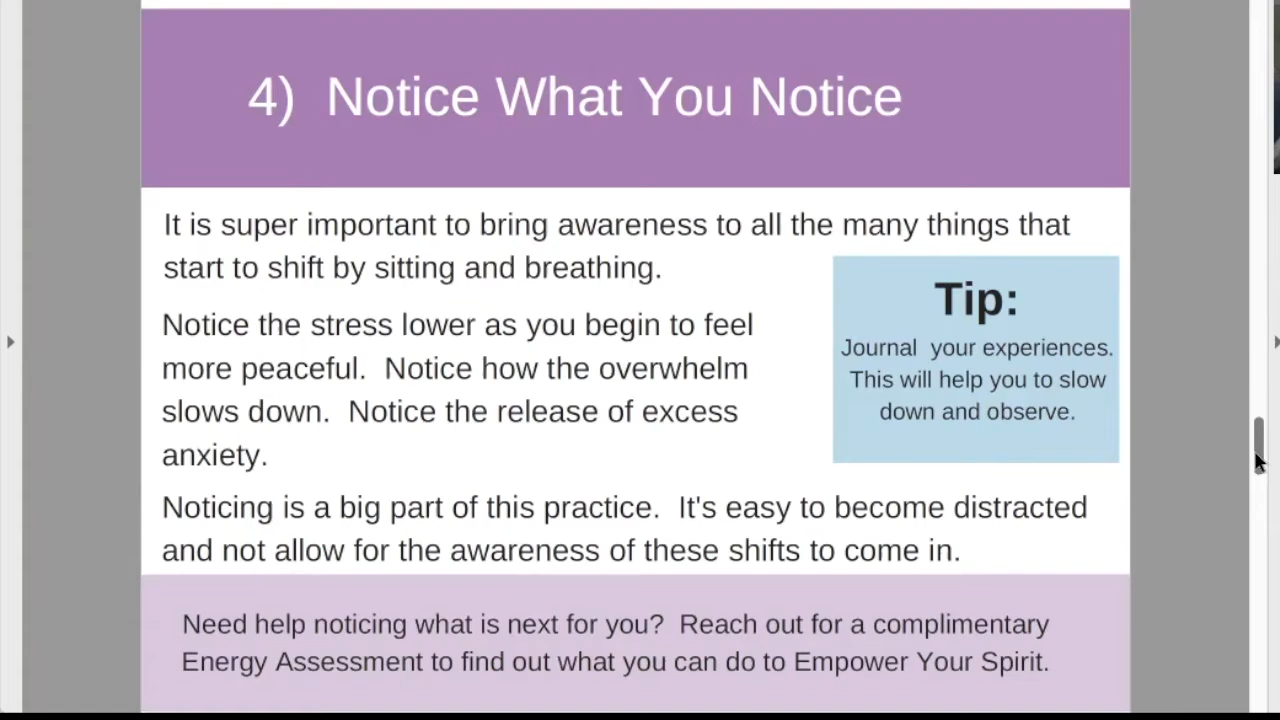 4)  Notice What You Notice
It is super important to bring awareness to all the many things that
start to shift by sitting and breathing.
Notice the stress lower as you begin to feel
more peaceful.  Notice how the overwhelm
slows down.  Notice the release of excess
anxiety.
Tip:
Journal  your experiences.
This will help you to slow
down and observe.
Noticing is a big part of this practice.  It's easy to become distracted
and not allow for the awareness of these shifts to come in.
Need help noticing what is next for you?  Reach out for a complimentary
Energy Assessment to find out what you can do to Empower Your Spirit.